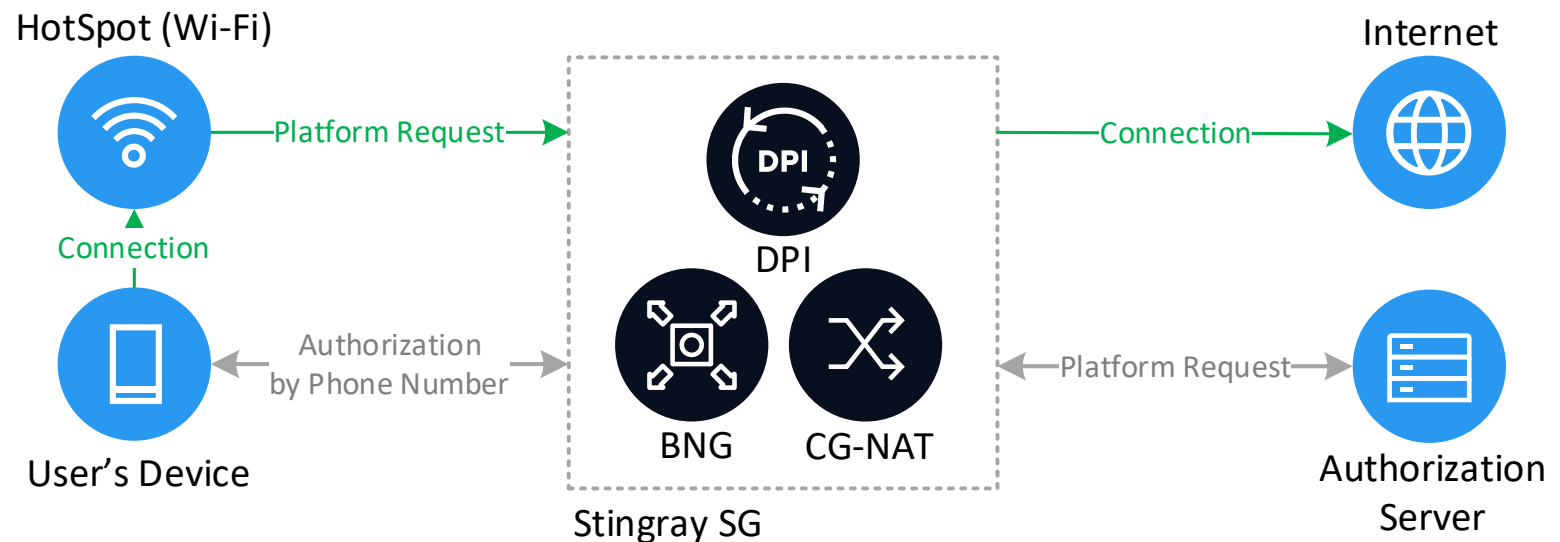 HotSpot (Wi-Fi)
Internet
Platform Request
Connection
DPI
DPI
Connection
Authorization
by Phone Number
Platform Request
BNG
CG-NAT
User’s Device
Authorization
Server
Stingray SG